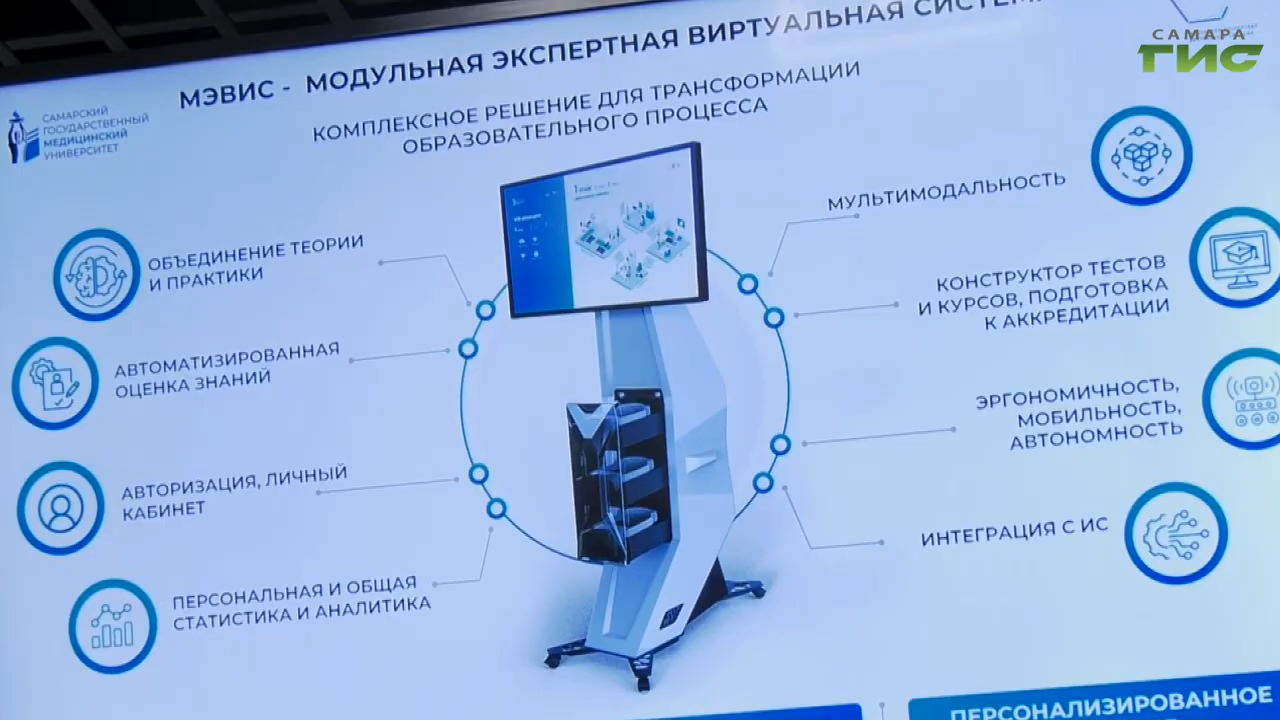 МЭВИС - МОДУЛЬНАЯ ЭКСПЕРТНАЯ ВИРТУАЛЬНАЯ
САМАРА
ГИС
САМАРСКИЙ
ГОСУДАРСТВЕННЫЙ
МЕДИЦИНСКИЙ
УНИВЕРСИТЕТ
КОМПЛЕКСНОЕ РЕШЕНИЕ ДЛЯ ТРАНСФОРМАЦИИ
ОБРАЗОВАТЕЛЬНОГО ПРОЦЕССА
ОБЪЕДИНЕНИЕ ТЕОРИИ
И ПРАКТИКИ
АВТОМАТИЗИРОВАННАЯ
ОЦЕНКА ЗНАНИЙ
АВТОРИЗАЦИЯ, ЛИЧНЫЙ
КАБИНЕТ
ПЕРСОНАЛЬНАЯ И ОБЩАЯ
СТАТИСТИКА И АНАЛИТИКА
МУЛЬТИМОДАЛЬНОСТЬ
КОНСТРУКТОР ТЕСТОВ
И КУРСОВ, ПОДГОТОВКА
К АККРЕДИТАЦИИ
ЭРГОНОМИЧНОСТЬ,
МОБИЛЬНОСТЬ,
АВТОНОМНОСТЬ
ИНТЕГРАЦИЯ С ИС
ПЕРСОНАЛИЗИРОВАННОЕ